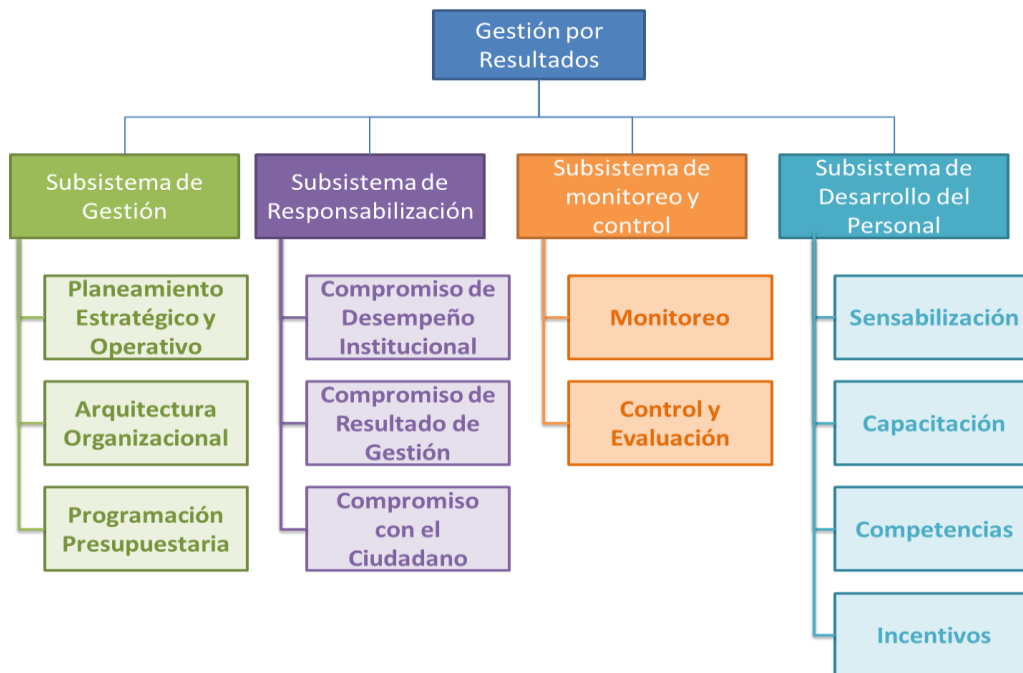 Gestión por
Resultados
Subsistema de
Gestión
Planeamiento
Estratégico y
Operativo
Arquitectura
Organizacional
Programación
Presupuestaria
Subsistema de
Responsabilización
Compromiso de
Desempeño
Institucional
Compromiso de
Resultado de
Gestión
Compromiso
con el
Ciudadano
Subsistema de
monitoreo y
control
Monitoreo
Control y
Evaluación
Subsistema de
Desarrollo del
Personal
Sensabilización
Capacitación
Competencias
Incentivos